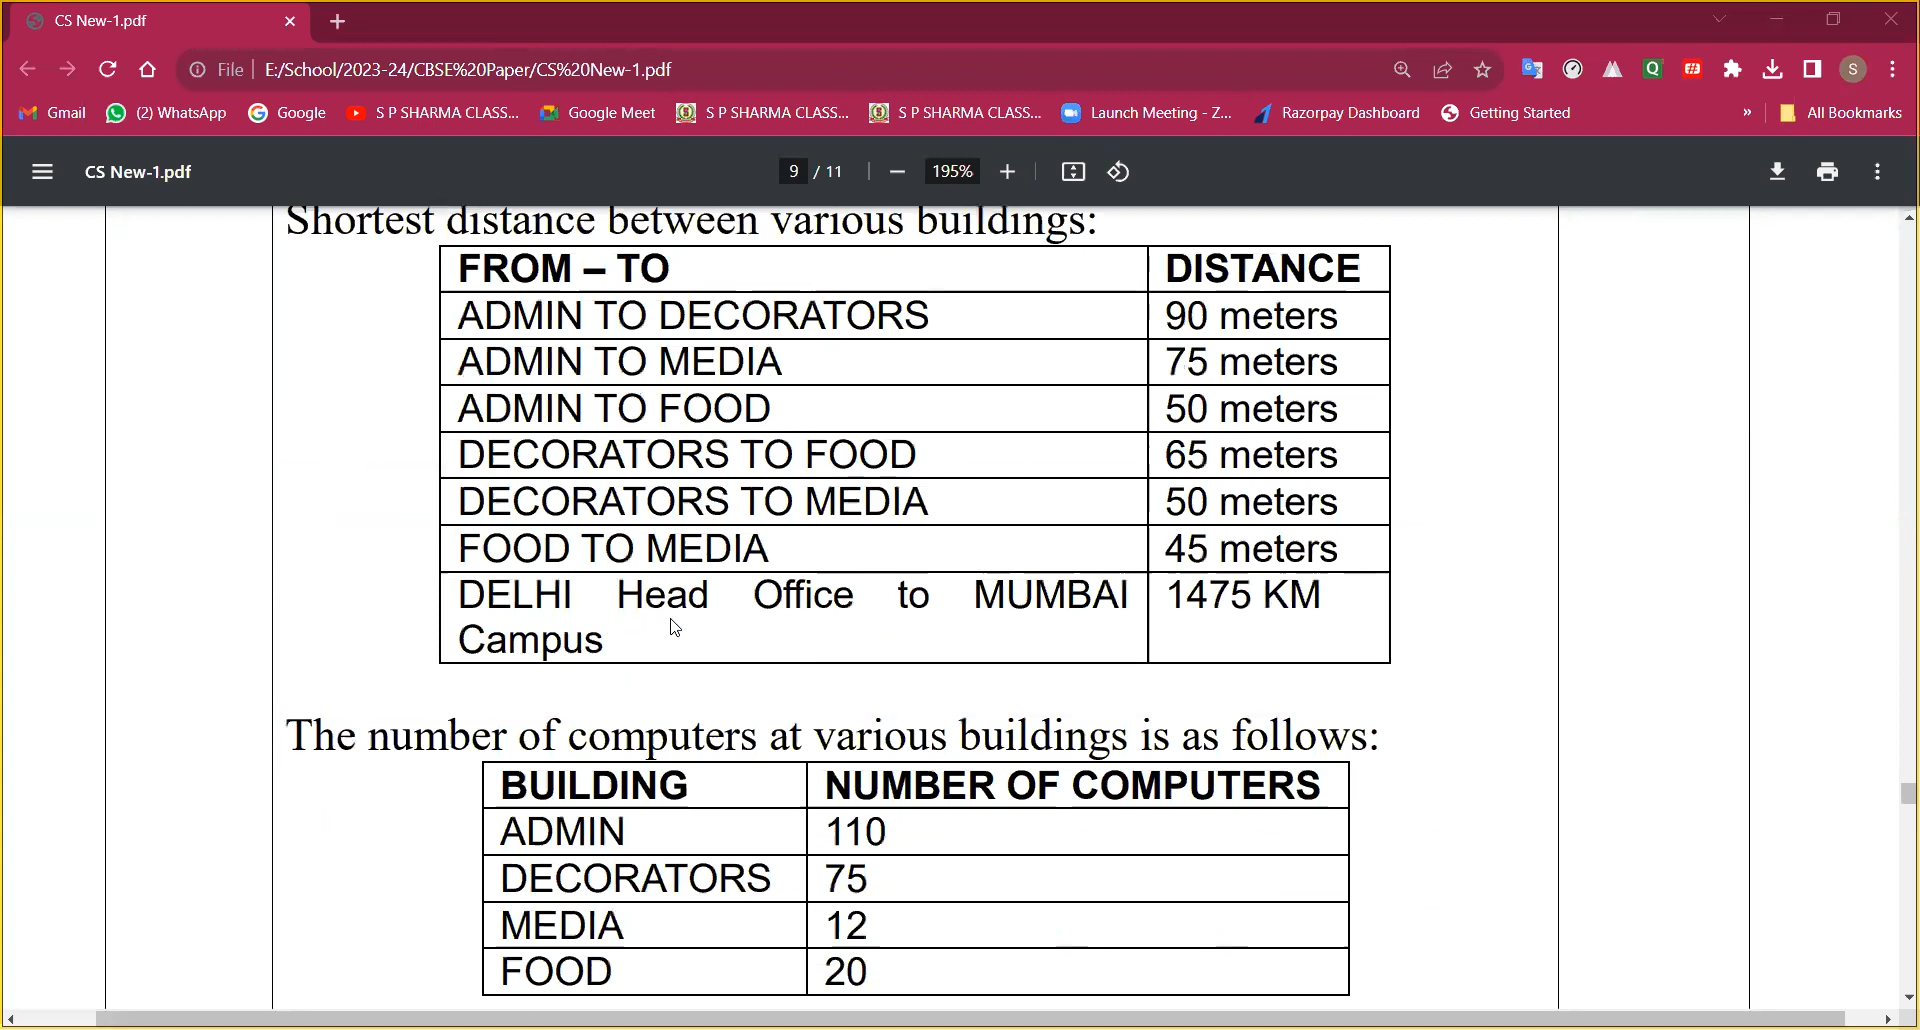 CS New-1.pdf
File E:/School/2023-24/CBSE%20Paper/CS%20New-1.pdf
S
Gmail (2) WhatsApp Google S P SHARMA CLASS... Google Meet S P SHARMA CLASS... S P SHARMA CLASS... Launch Meeting - Z... Razorpay Dashboard Getting Started » All Bookmarks
CS New-1.pdf 9 / 11 195%
Shortest distance between various buildings:
FROM – TO DISTANCE
ADMIN TO DECORATORS 90 meters
ADMIN TO MEDIA 75 meters
ADMIN TO FOOD 50 meters
DECORATORS TO FOOD 65 meters
DECORATORS TO MEDIA 50 meters
FOOD TO MEDIA 45 meters
DELHI Head Office to MUMBAI 1475 KM
Campus
The number of computers at various buildings is as follows:
BUILDING NUMBER OF COMPUTERS
ADMIN 110
DECORATORS 75
MEDIA 12
FOOD 20